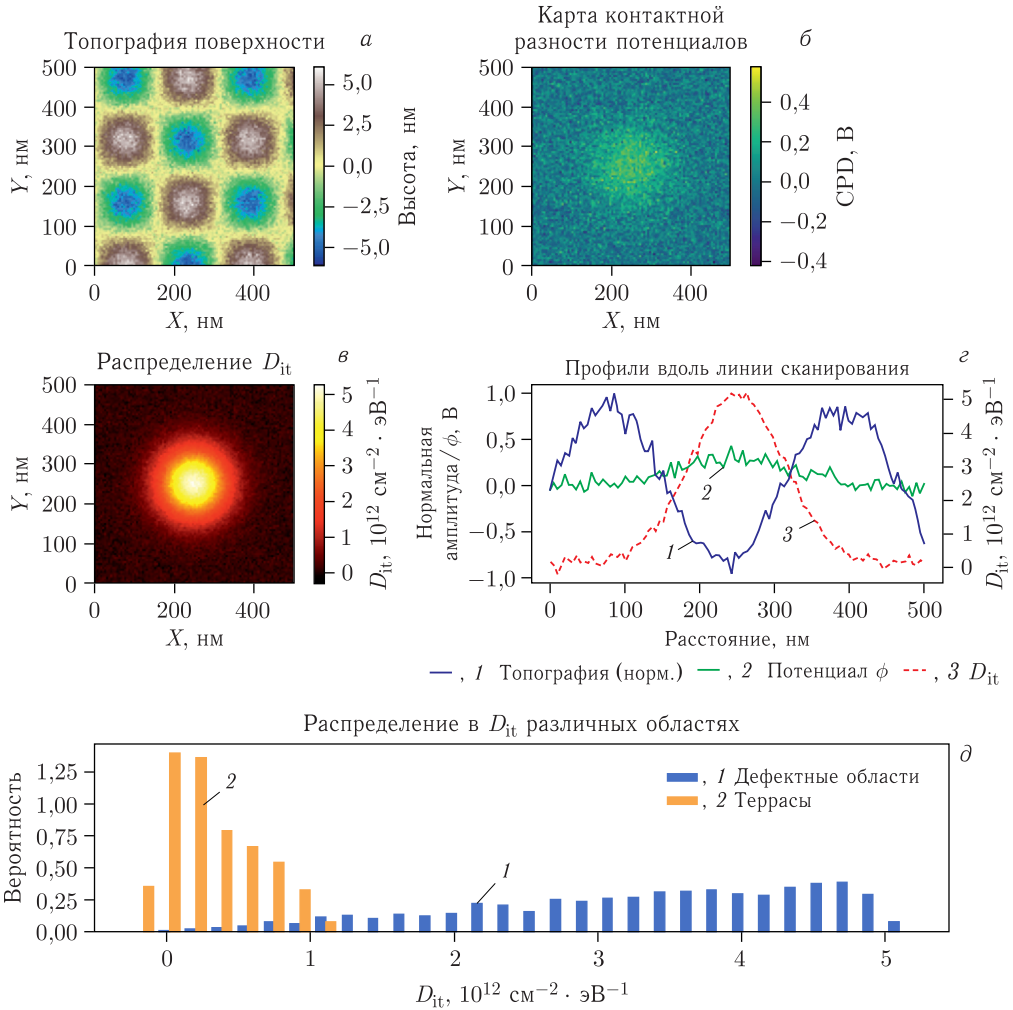 Топография поверхности а
500
400
300
200
100
0
Y, нм
0 200 400
X, нм
5,0
2,5
0,0
−2,5
−5,0
Высота, нм
Карта контактной
разности потенциалов б
500
400
300
200
100
0
Y, нм
0 200 400
X, нм
0,4
0,2
0,0
−0,2
−0,4
CPD, В
Распределение Dit в
500
400
300
200
100
0
Y, нм
0 200 400
X, нм
5
4
3
2
1
0
Dit, 10¹² см⁻² · эВ⁻¹
г
Профили вдоль линии сканирования
1,0
0,5
0,0
−0,5
−1,0
Нормальная
амплитуда/ϕ, В
1
2
3
5
4
3
2
1
0
Dit, 10¹² см⁻² · эВ⁻¹
0 100 200 300 400 500
Расстояние, нм
, 1 Топография (норм.) , 2 Потенциал ϕ , 3 Dit
Распределение в Dit различных областях
д
1,25
1,00
0,75
0,50
0,25
0,00
Вероятность
2
1
, 1 Дефектные области
, 2 Террасы
0 1 2 3 4 5
Dit, 10¹² см⁻² · эВ⁻¹